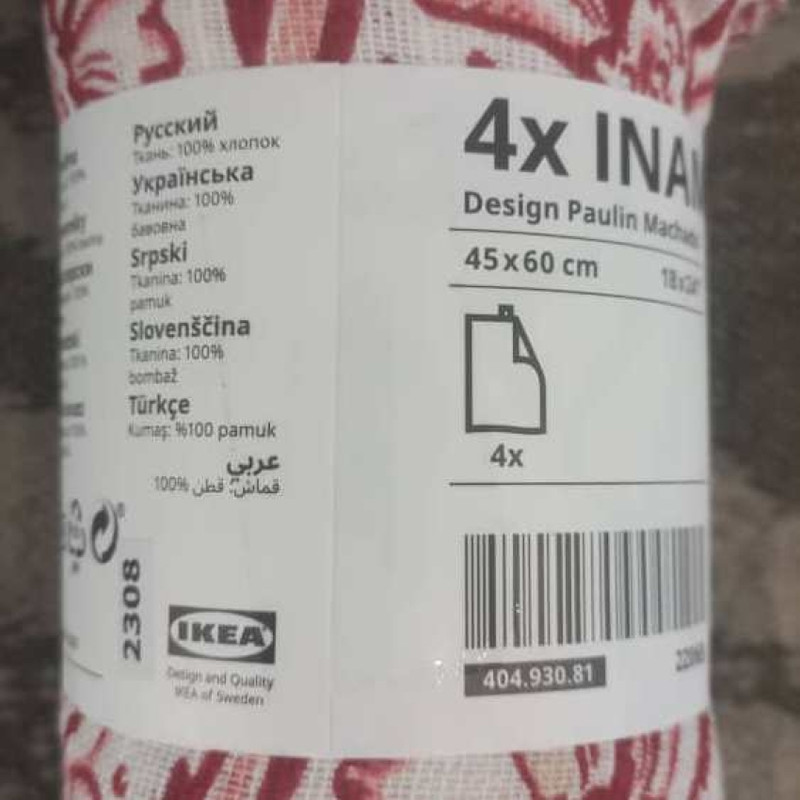 Русский
Ткань: 100% хлопок
Українська
Тканина: 100%
бавовна
Srpski
Tkanina: 100%
pamuk
Slovenščina
Tkanina: 100%
bombaž
Türkçe
Kumaş: %100 pamuk
عربي
قماش: قطن 100%
2308
IKEA
Design and Quality
IKEA of Sweden
4x
Design Paulin
45x60 cm
4x
404.930.81